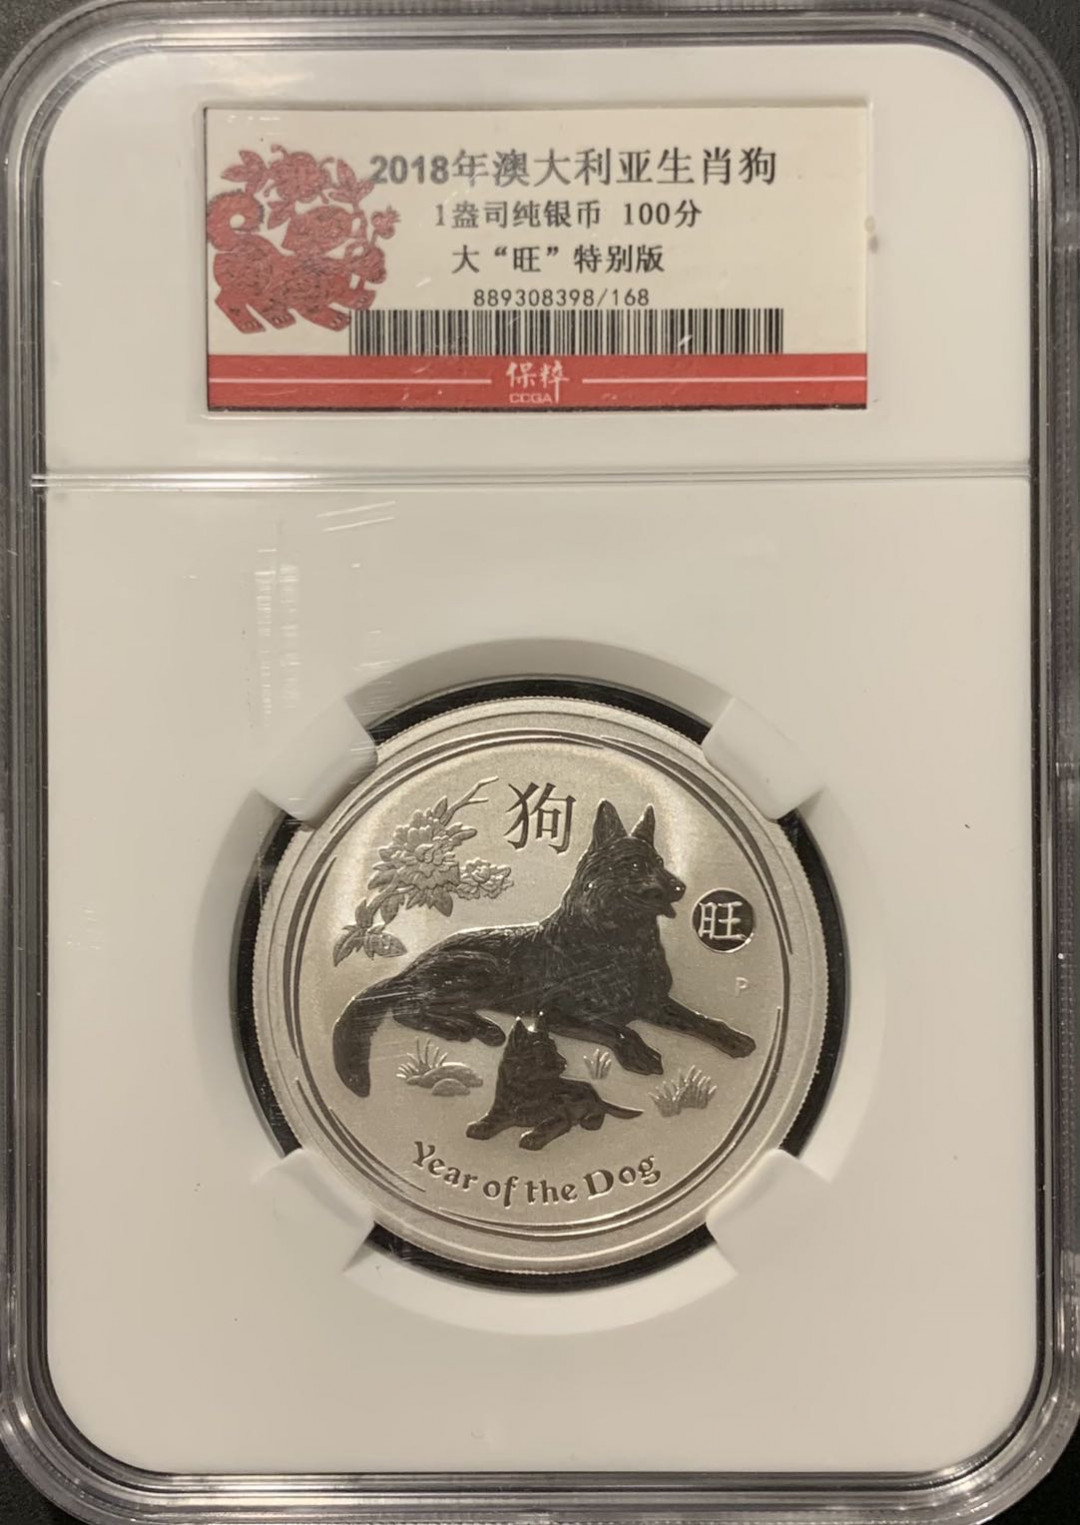 2018年澳大利亚生肖狗
1盎司纯银币 100分
大“旺”特别版
889308398/168
保粹
CCGA
狗
旺
P
Year of the Dog